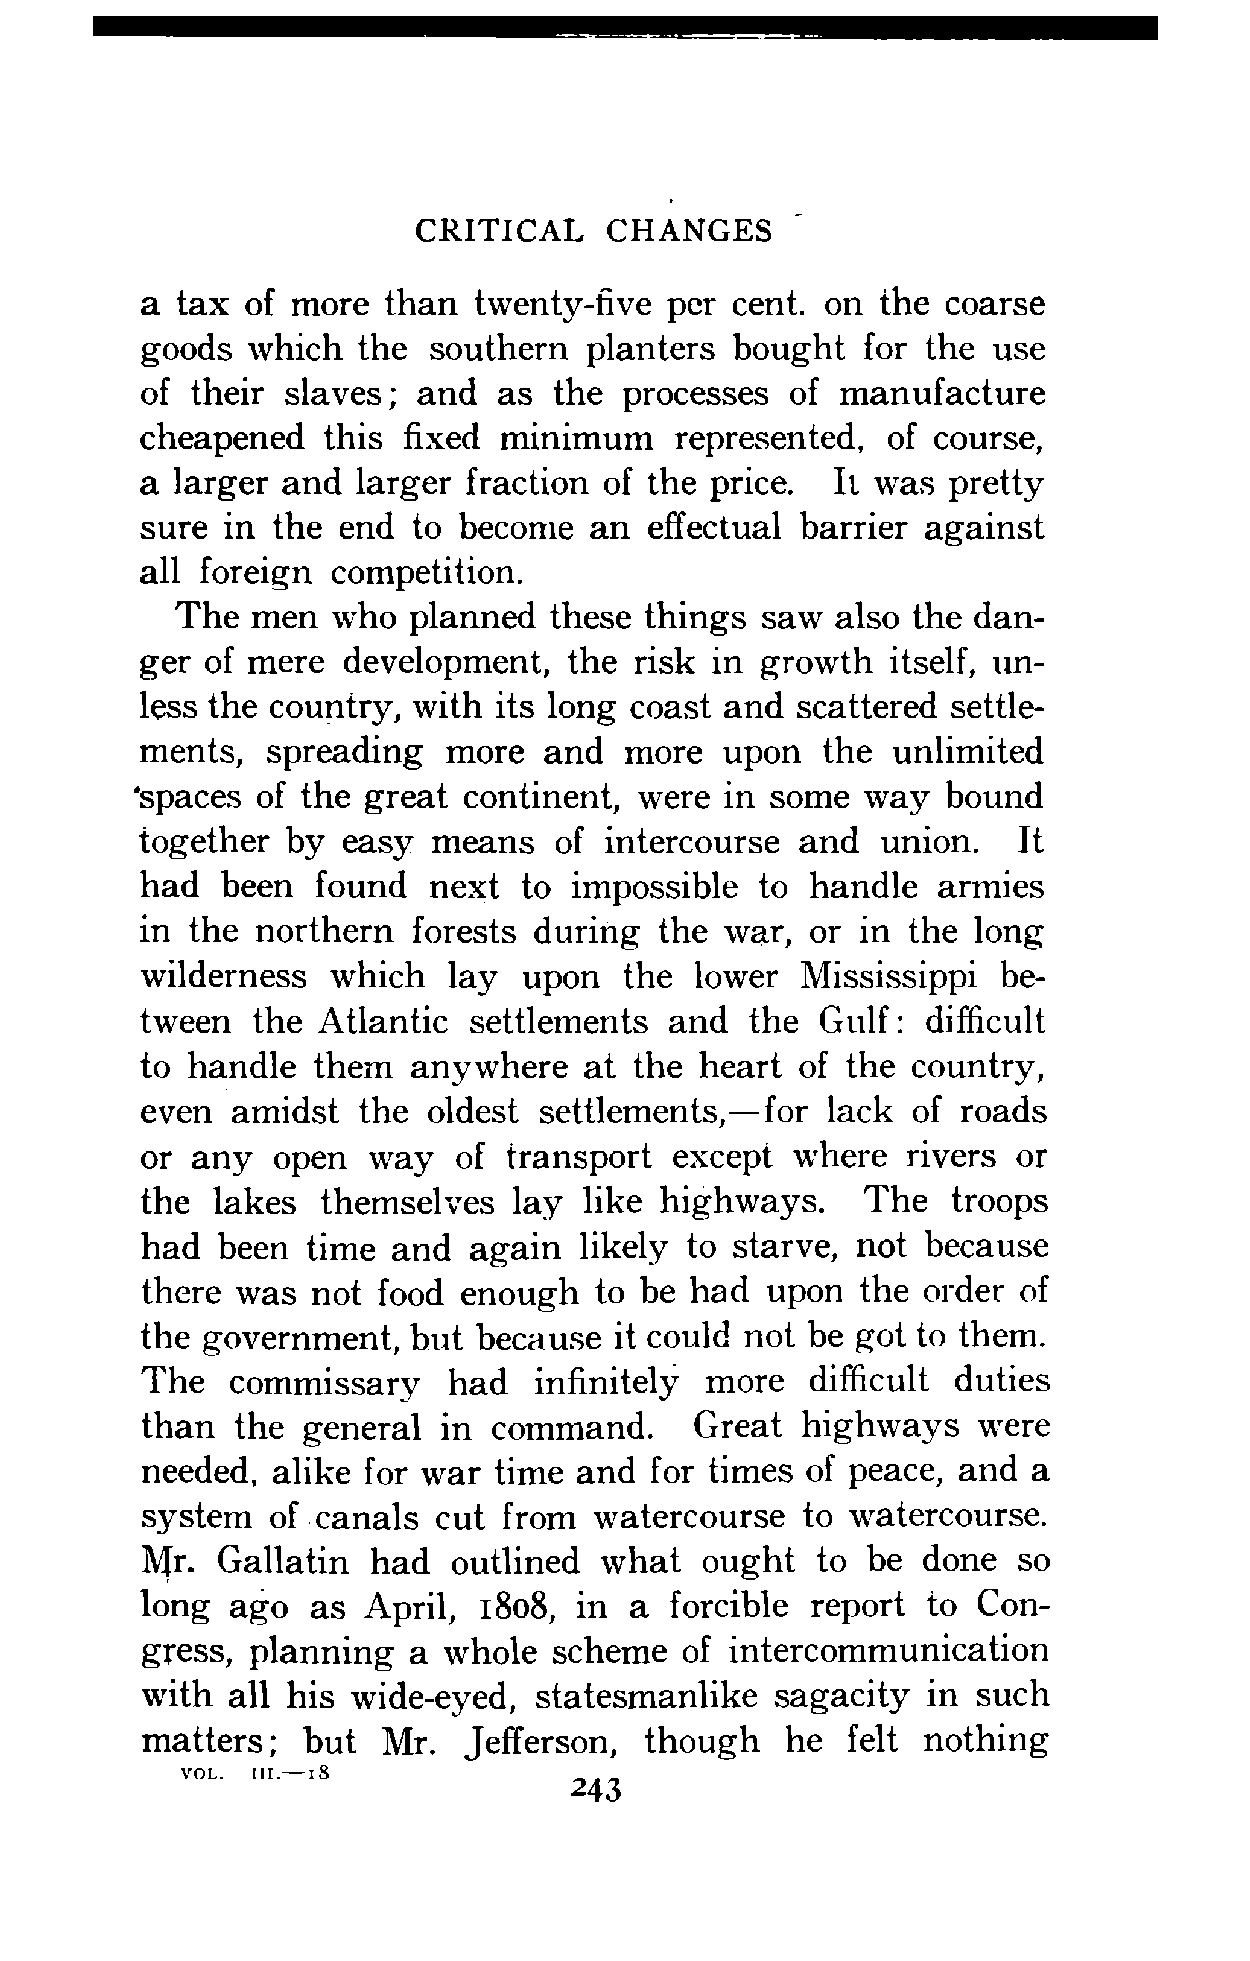 CRITICAL CHANGES
a tax of more than twenty-five per cent. on the coarse
goods which the southern planters bought for the use
of their slaves; and as the processes of manufacture
cheapened this fixed minimum represented, of course,
a larger and larger fraction of the price. It was pretty
sure in the end to become an effectual barrier against
all foreign competition.
The men who planned these things saw also the dan-
ger of mere development, the risk in growth itself, un-
less the country, with its long coast and scattered settle-
ments, spreading more and more upon the unlimited
spaces of the great continent, were in some way bound
together by easy means of intercourse and union. It
had been found next to impossible to handle armies
in the northern forests during the war, or in the long
wilderness which lay upon the lower Mississippi be-
tween the Atlantic settlements and the Gulf: difficult
to handle them anywhere at the heart of the country,
even amidst the oldest settlements,—for lack of roads
or any open way of transport except where rivers or
the lakes themselves lay like highways. The troops
had been time and again likely to starve, not because
there was not food enough to be had upon the order of
the government, but because it could not be got to them.
The commissary had infinitely more difficult duties
than the general in command. Great highways were
needed, alike for war time and for times of peace, and a
system of canals cut from watercourse to watercourse.
Mr. Gallatin had outlined what ought to be done so
long ago as April, 1808, in a forcible report to Con-
gress, planning a whole scheme of intercommunication
with all his wide-eyed, statesmanlike sagacity in such
matters; but Mr. Jefferson, though he felt nothing
VOL. III.—18
243